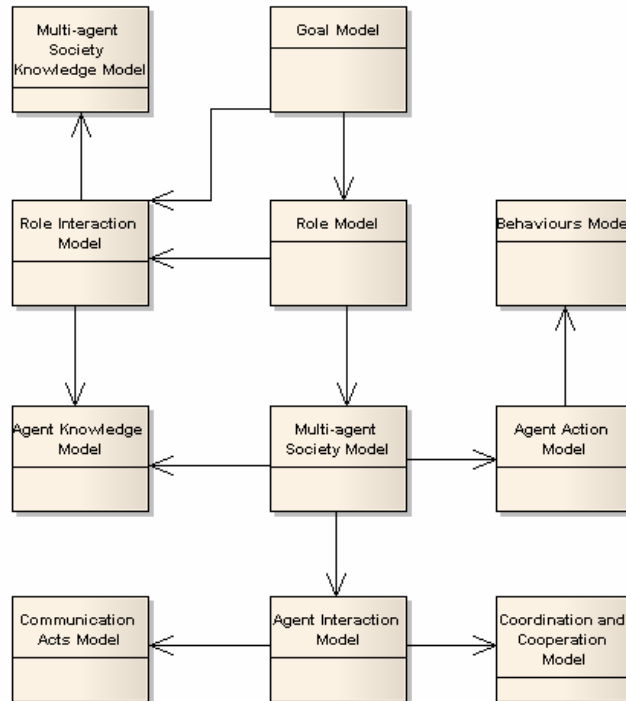 Multi-agent
Society
Knowledge Model
Goal Model
Role Interaction
Model
Role Model
Behaviours Mode
Agent Knowledge
Model
Multi-agent
Society Model
Agent Action
Model
Communication
Acts Model
Agent Interaction
Model
Coordination and
Cooperation
Model